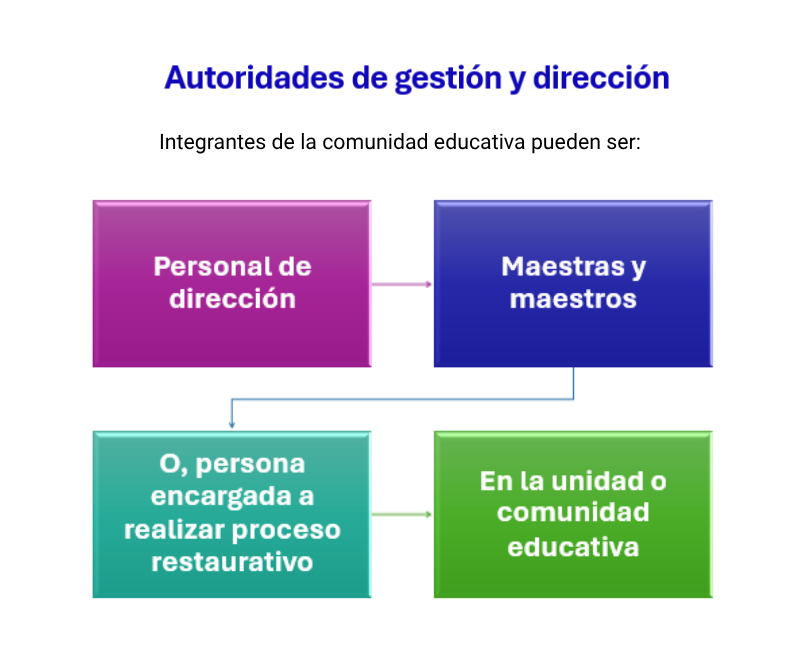 Autoridades de gestión y dirección
Integrantes de la comunidad educativa pueden ser:
Personal de
dirección
Maestras y
maestros
O, persona
encargada a
realizar proceso
restaurativo
En la unidad o
comunidad
educativa